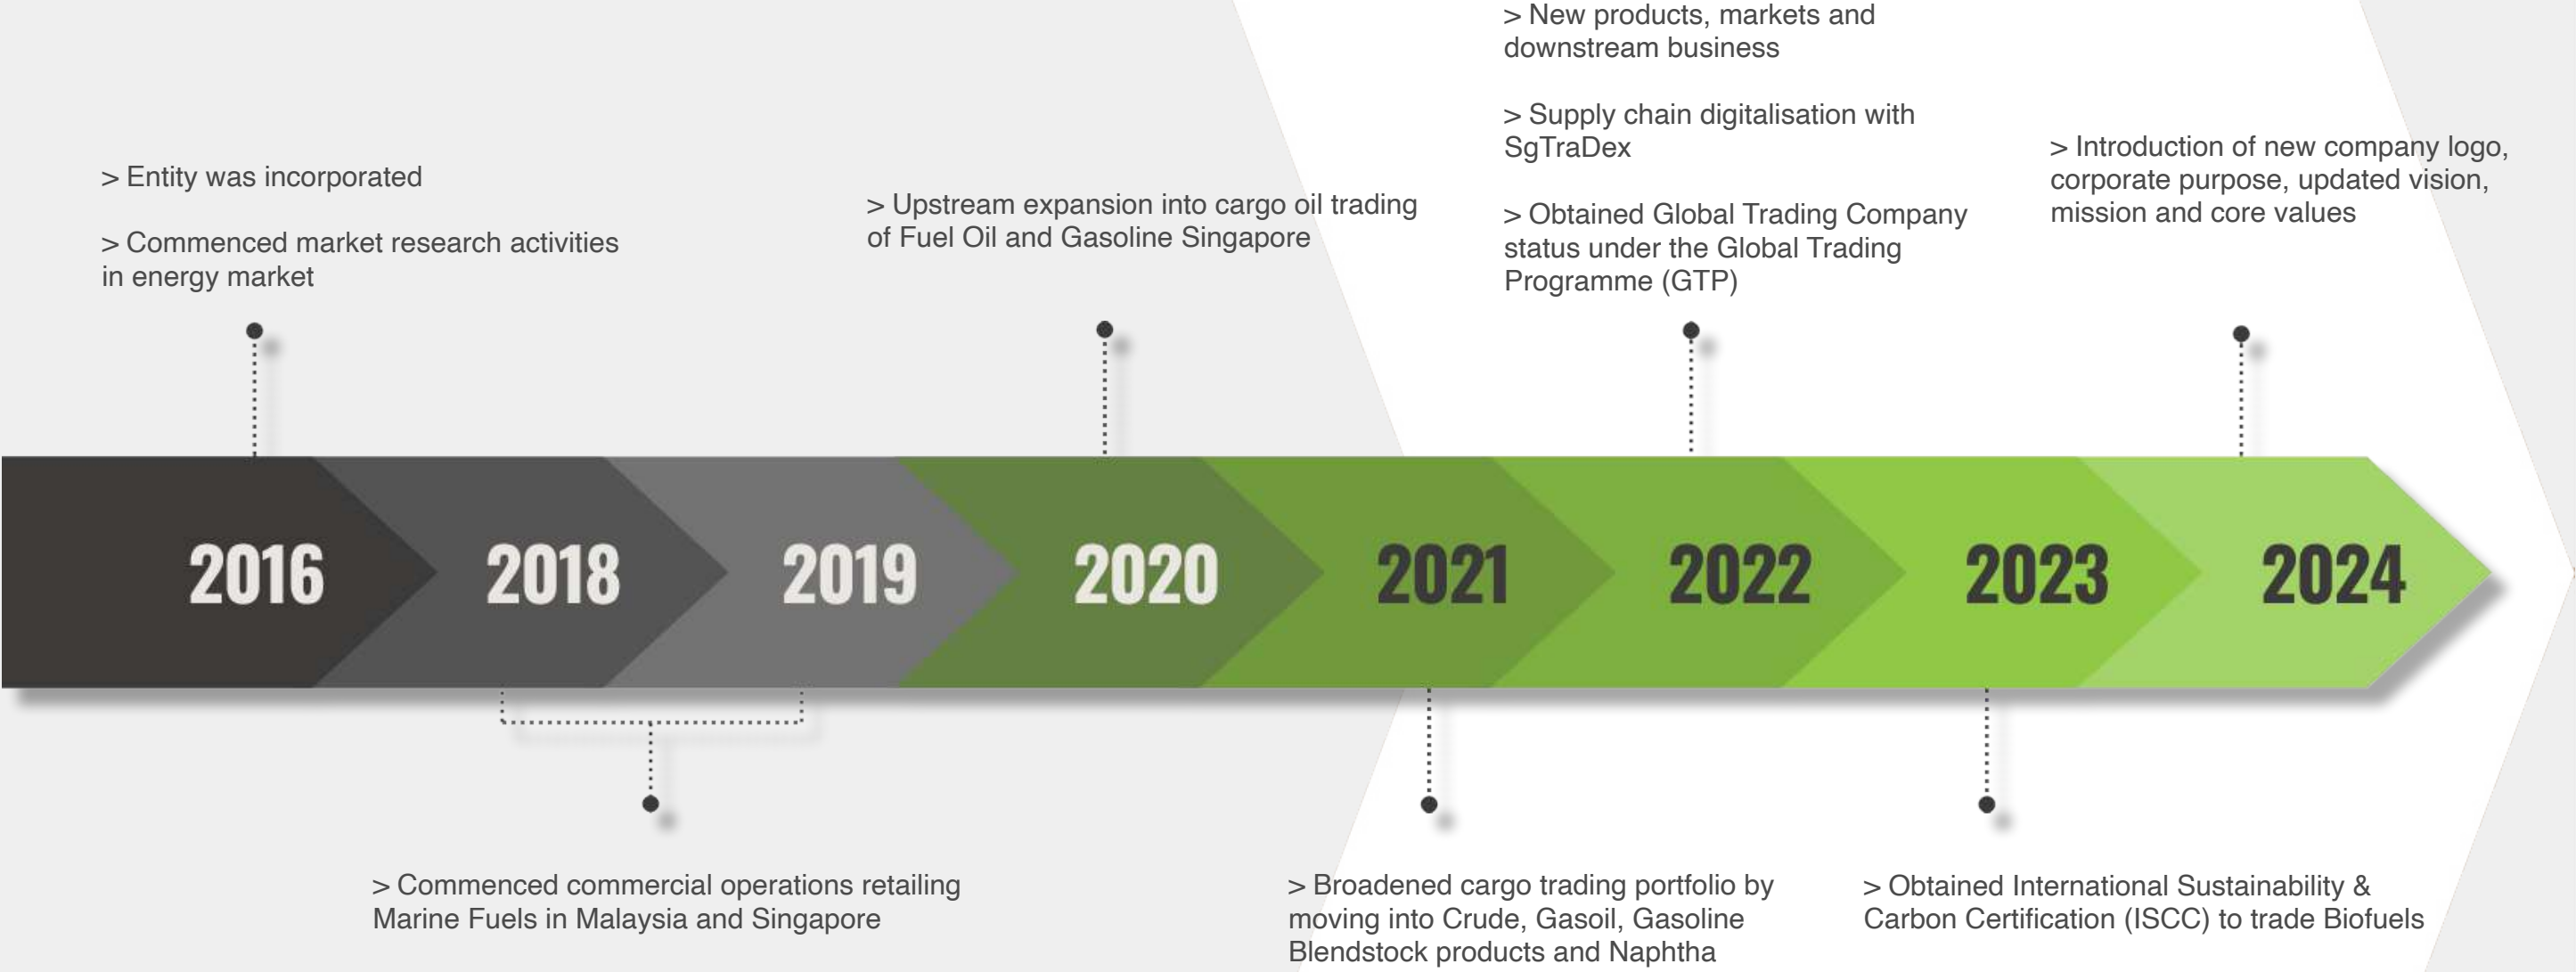 > Entity was incorporated
> Commenced market research activities
in energy market
> Upstream expansion into cargo oil trading
of Fuel Oil and Gasoline Singapore
> New products, markets and
downstream business
> Supply chain digitalisation with
SgTraDex
> Obtained Global Trading Company
status under the Global Trading
Programme (GTP)
> Introduction of new company logo,
corporate purpose, updated vision,
mission and core values
2016
2018
2019
2020
2021
2022
2023
2024
> Commenced commercial operations retailing
Marine Fuels in Malaysia and Singapore
> Broadened cargo trading portfolio by
moving into Crude, Gasoil, Gasoline
Blendstock products and Naphtha
> Obtained International Sustainability &
Carbon Certification (ISCC) to trade Biofuels